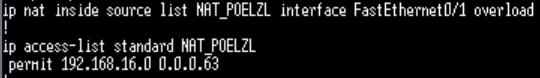 ip nat inside source list NAT_POELZL interface FastEthernet0/1 overload
!
ip access-list standard NAT_POELZL
permit 192.168.16.0 0.0.0.63